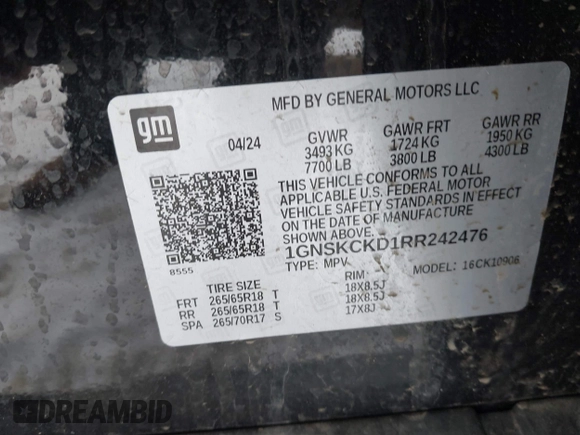 MFD BY GENERAL MOTORS LLC
gm
04/24
GVWR GAWR FRT GAWR RR
3493 KG 1724 KG 1950 KG
7700 LB 3800 LB 4300 LB
THIS VEHICLE CONFORMS TO ALL
APPLICABLE U.S. FEDERAL MOTOR
VEHICLE SAFETY STANDARDS IN EFFECT
ON THE DATE OF MANUFACTURE
SHOWN ABOVE.
1GNSKCKD1RR242476
8555
TYPE: MPV MODEL: 16CK10906
TIRE SIZE RIM
FRT 265/65R18 T 18X8.5J
RR 265/65R18 T 18X8.5J
SPA 265/70R17 S 17X8J
DREAMBID